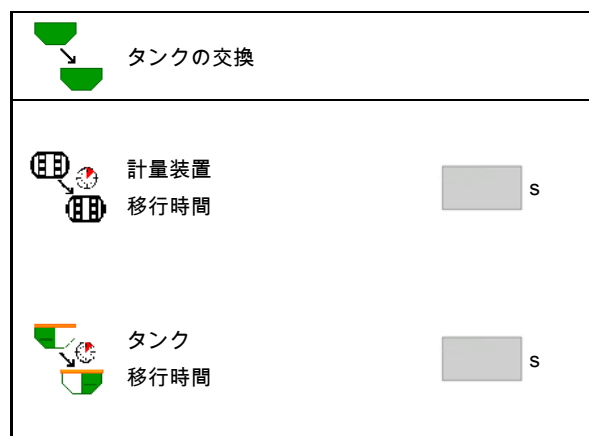 タンクの交換
計量装置
移行時間
s
タンク
移行時間
s